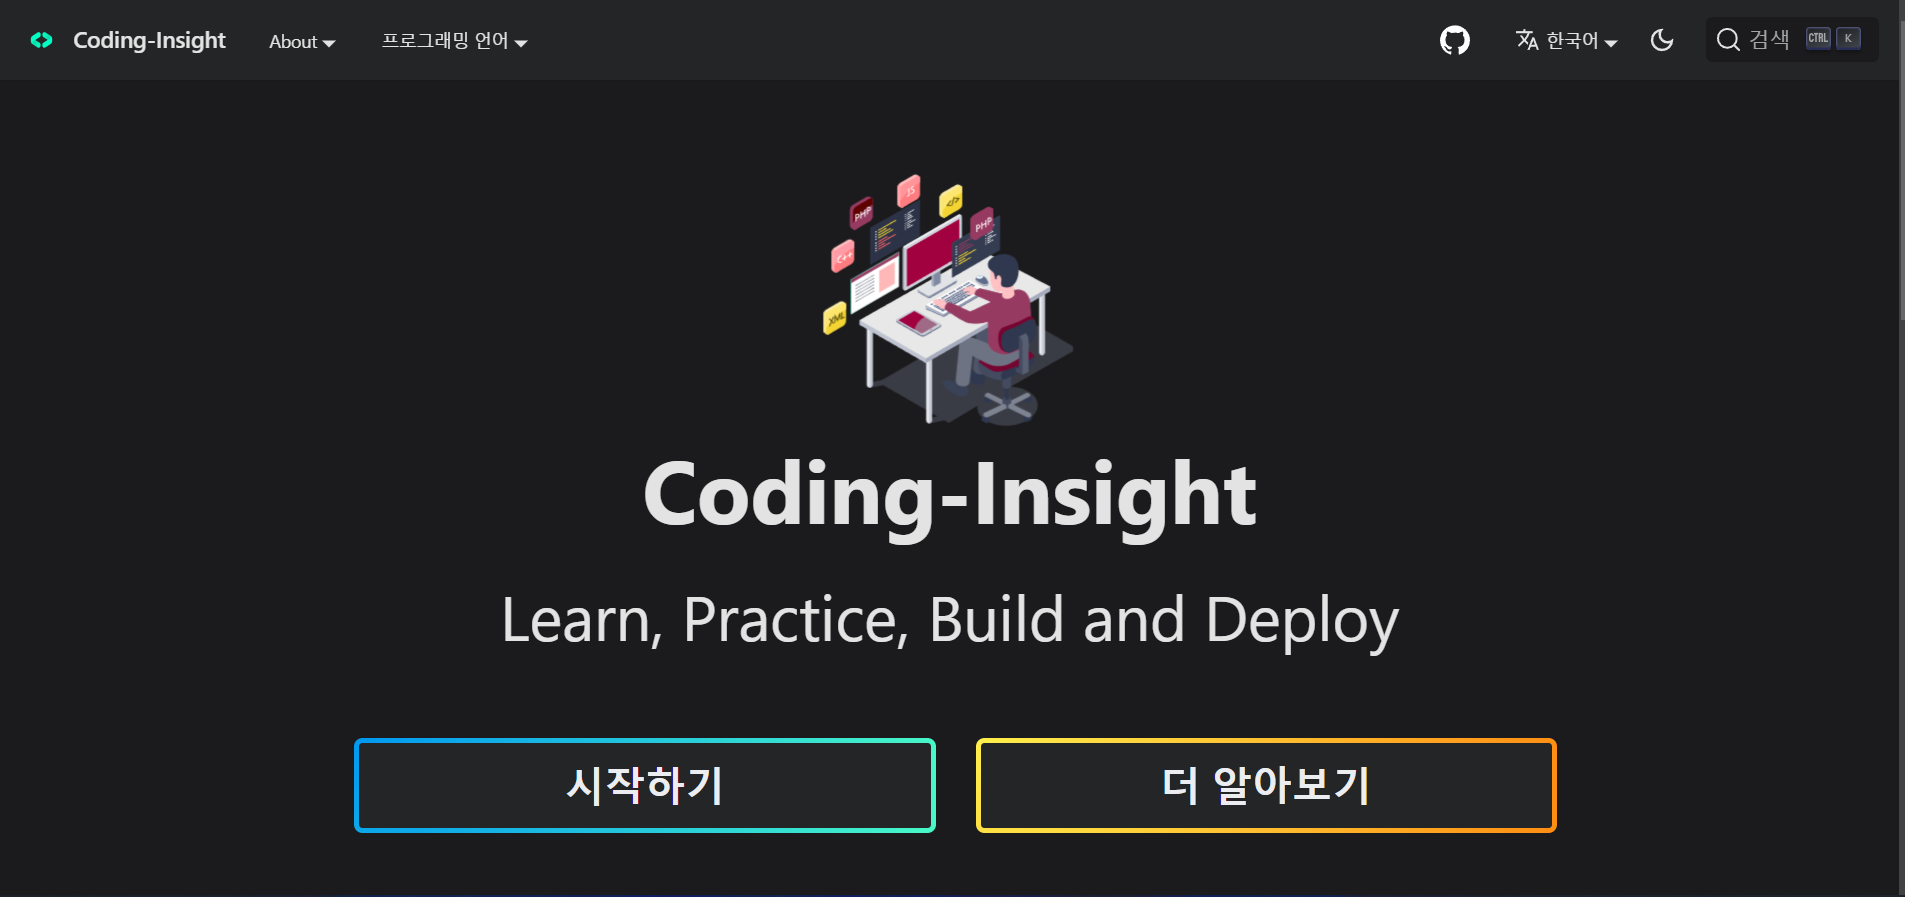 Coding-Insight About 프로그래밍 언어 한국어 검색 CTRL K
JS
</>
PHP
PHP
C++
XML
Coding-Insight
Learn, Practice, Build and Deploy
시작하기 더 알아보기